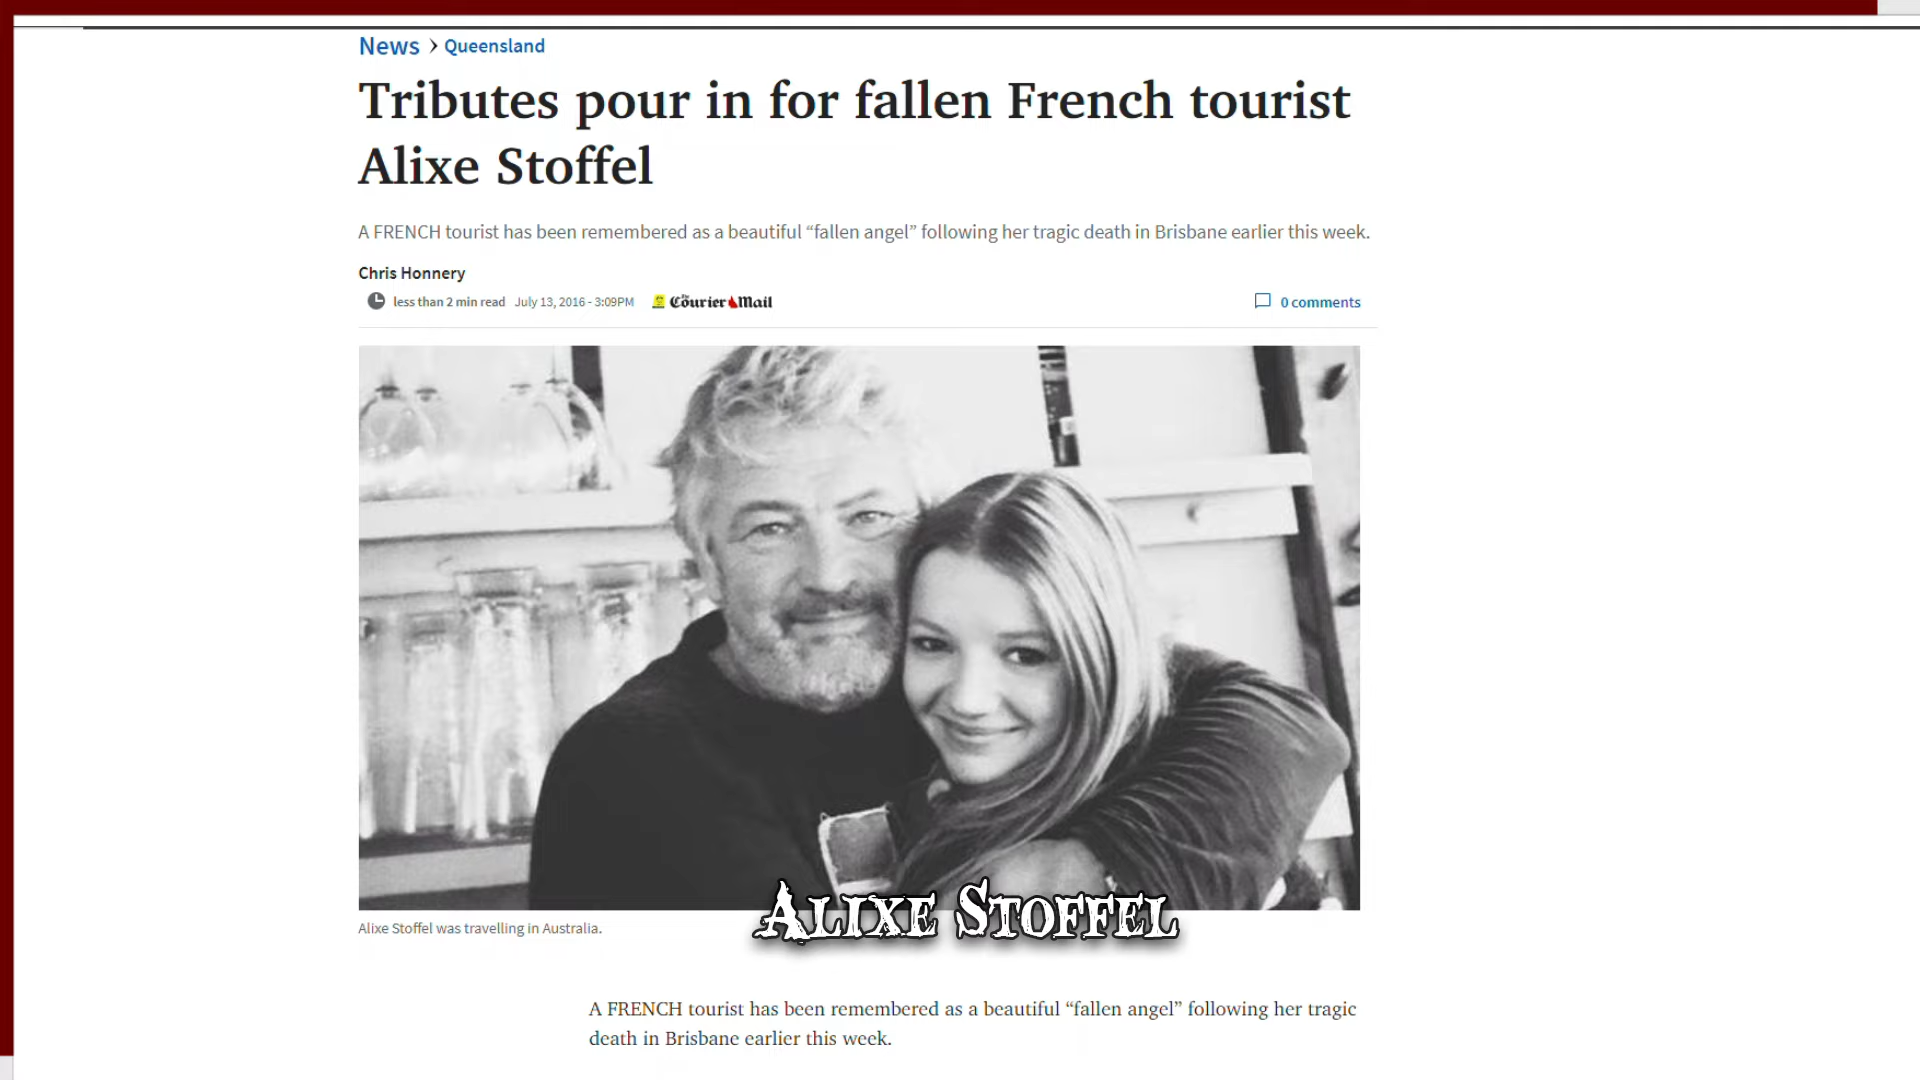 News > Queensland
Tributes pour in for fallen French tourist
Alixe Stoffel
A FRENCH tourist has been remembered as a beautiful “fallen angel” following her tragic death in Brisbane earlier this week.
Chris Honnery
less than 2 min read July 13, 2016 - 3:09PM The Courier Mail 0 comments
Alixe Stoffel
Alixe Stoffel was travelling in Australia.
A FRENCH tourist has been remembered as a beautiful “fallen angel” following her tragic
death in Brisbane earlier this week.